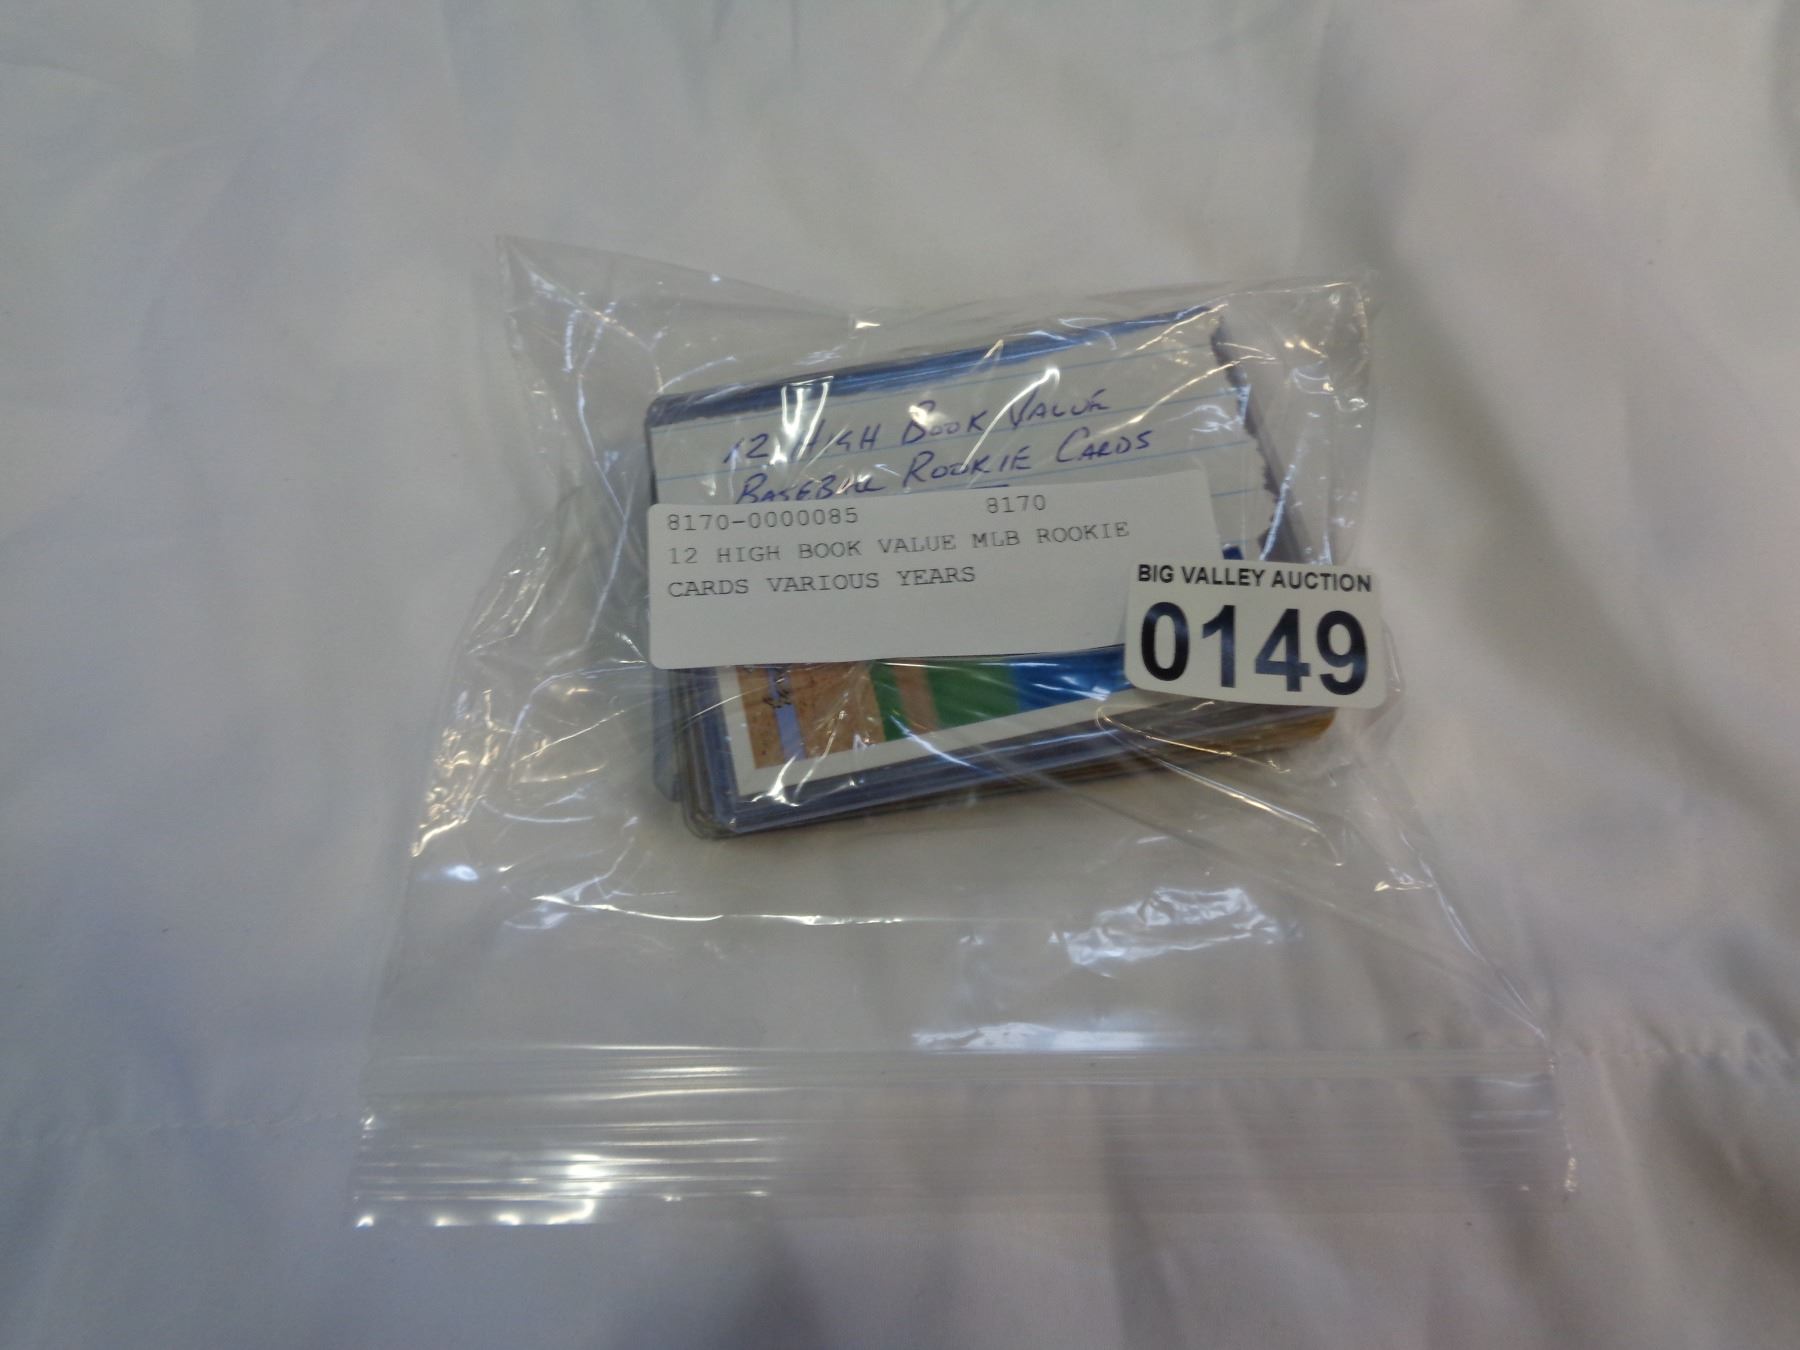 12 HIGH BOOK VALUE
BASEBALL ROOKIE CARDS
8170-0000085 8170
12 HIGH BOOK VALUE MLB ROOKIE
CARDS VARIOUS YEARS
BIG VALLEY AUCTION
0149